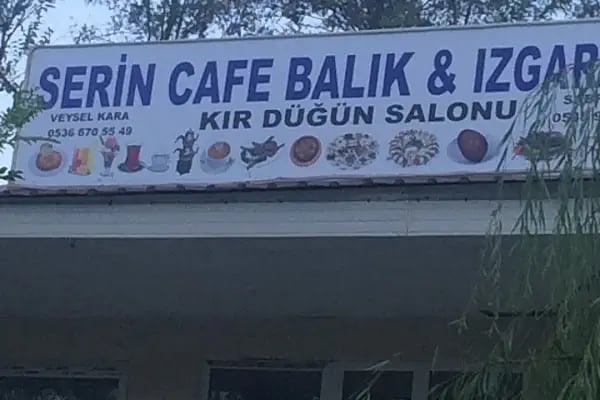 SERİN CAFE BALIK & IZGAR
KIR DÜĞÜN SALONU
VEYSEL KARA
0536 670 55 49